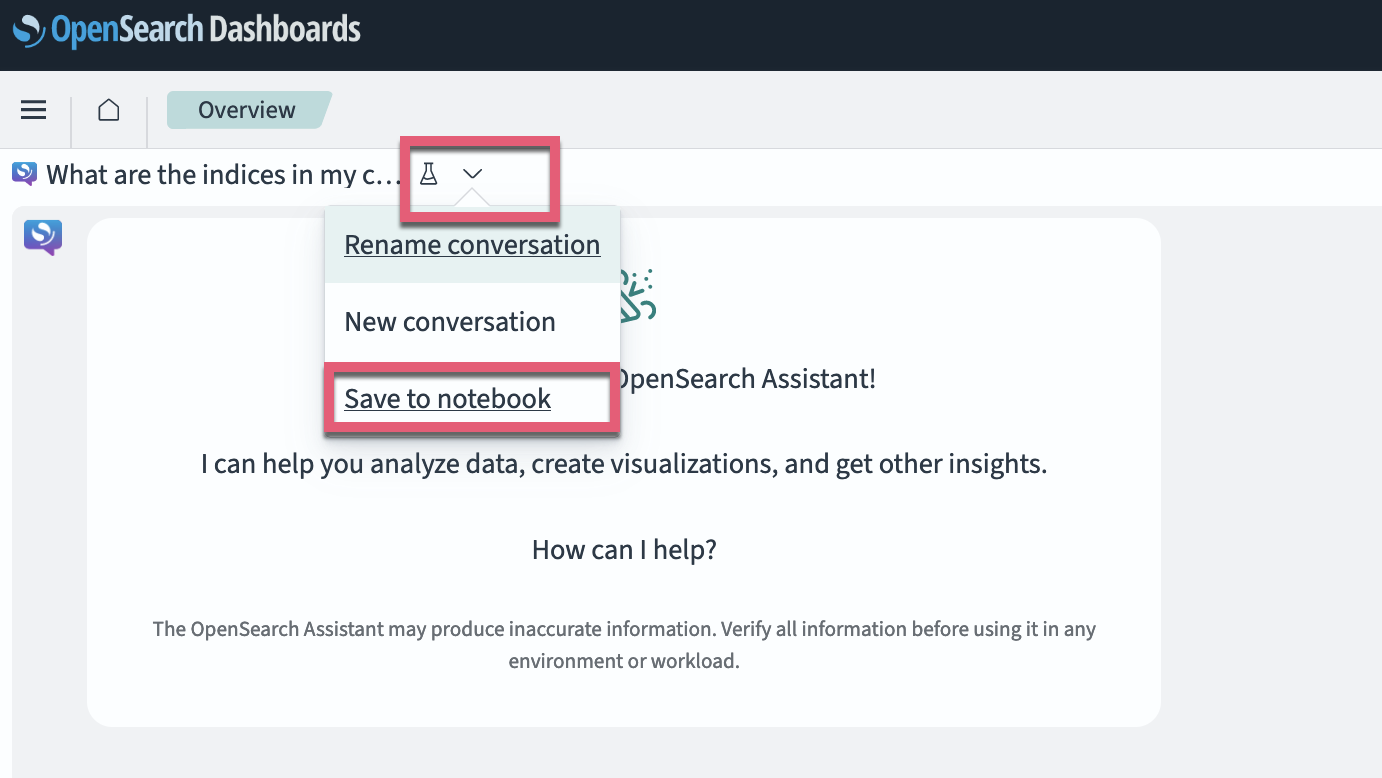 OpenSearch Dashboards
Overview
What are the indices in my c...
Rename conversation
New conversation
Save to notebook
OpenSearch Assistant!
I can help you analyze data, create visualizations, and get other insights.
How can I help?
The OpenSearch Assistant may produce inaccurate information. Verify all information before using it in any
environment or workload.